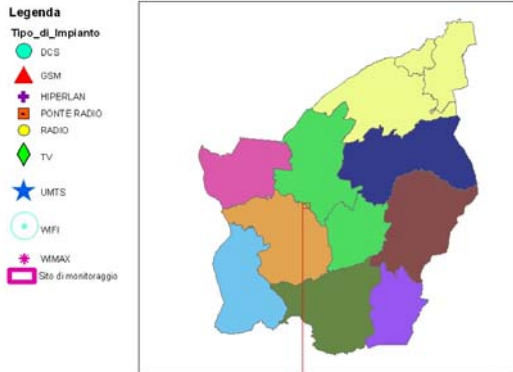 Legenda
Tipo_di_Impianto
DCS
GSM
HIPERLAN
PONTE RADIO
RADIO
TV
UMTS
WIFI
WIMAX
Sito di monitoraggio